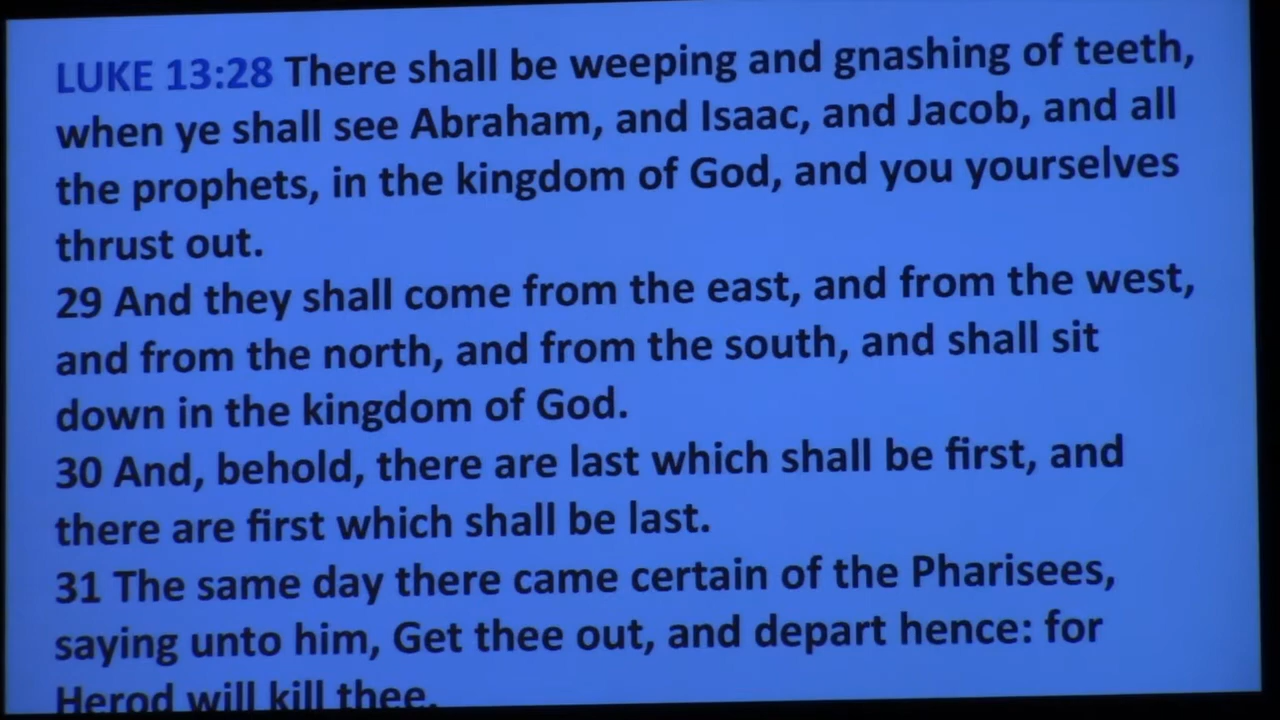 LUKE 13:28 There shall be weeping and gnashing of teeth,
when ye shall see Abraham, and Isaac, and Jacob, and all
the prophets, in the kingdom of God, and you yourselves
thrust out.
29 And they shall come from the east, and from the west,
and from the north, and from the south, and shall sit
down in the kingdom of God.
30 And, behold, there are last which shall be first, and
there are first which shall be last.
31 The same day there came certain of the Pharisees,
saying unto him, Get thee out, and depart hence: for
Herod will kill thee.